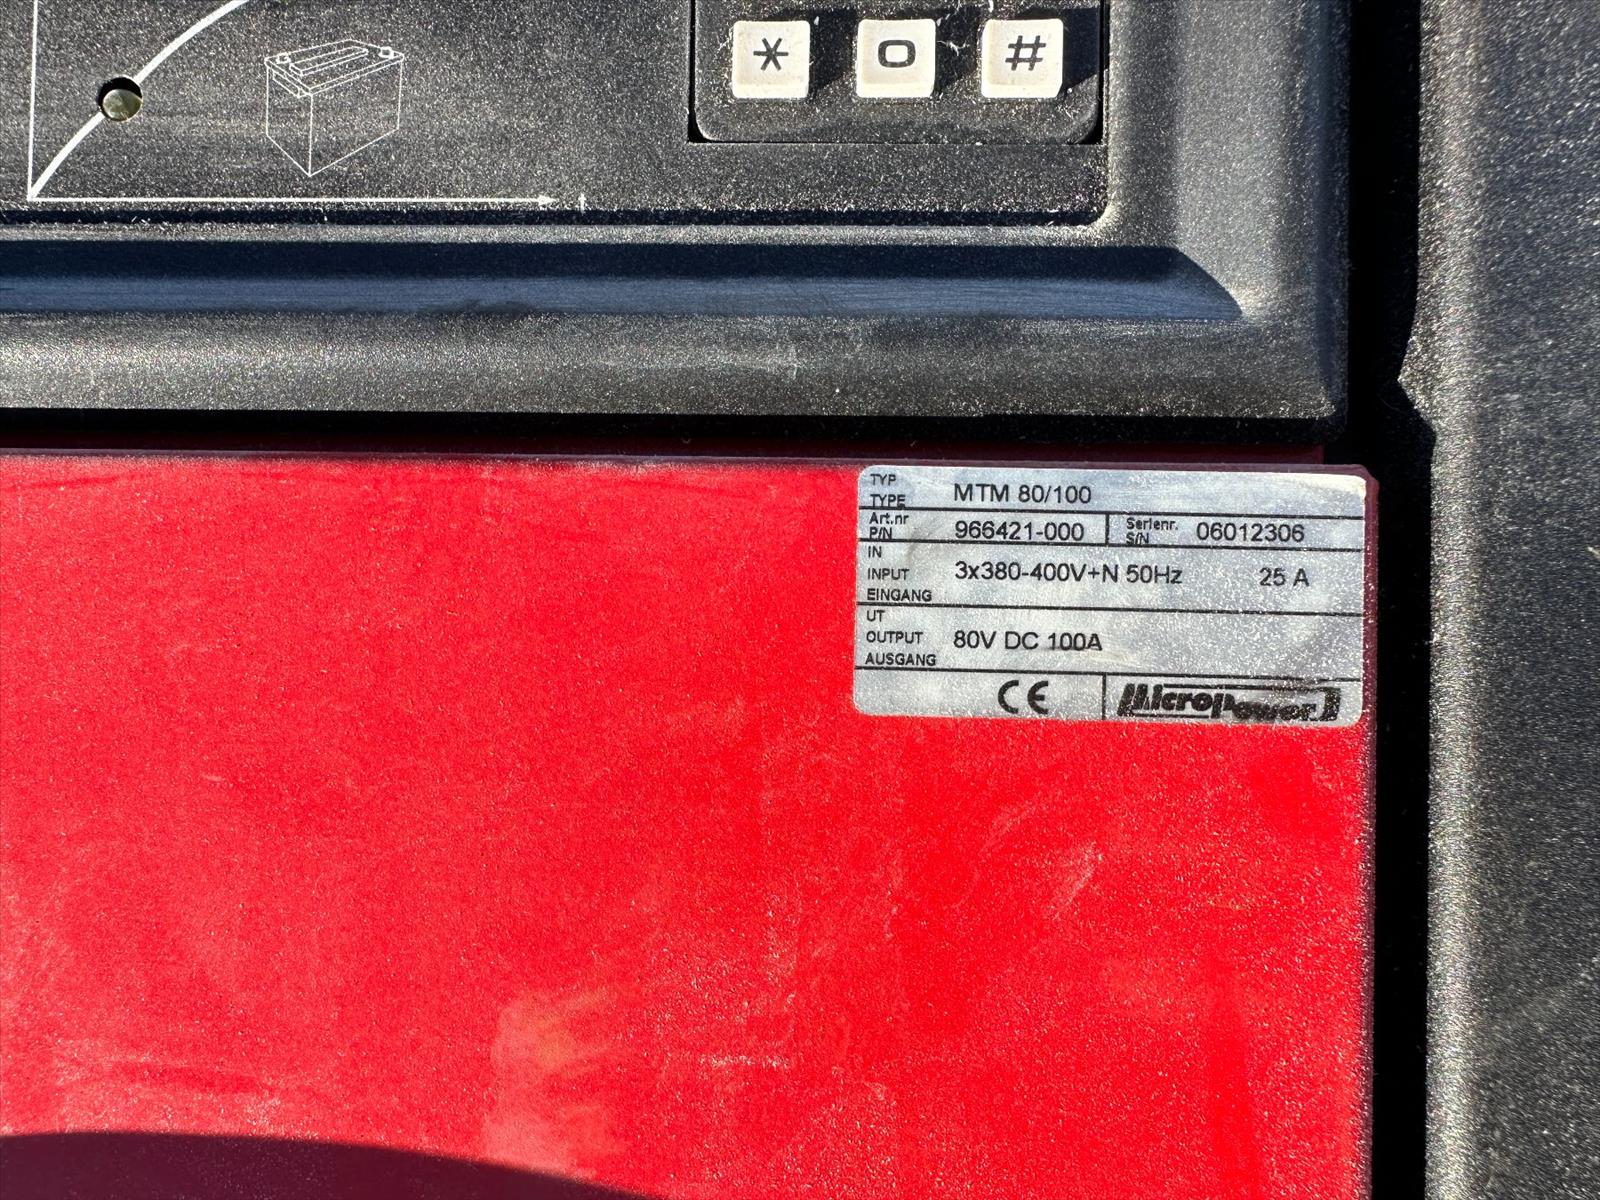 * 0 #
t
TYP
TYPE MTM 80/100
Art.nr
P/N 966421-000 Serienr.
S/N 06012306
IN
INPUT 3x380-400V+N 50Hz 25 A
EINGANG
UT
OUTPUT 80V DC 100A
AUSGANG
CE MicroPower